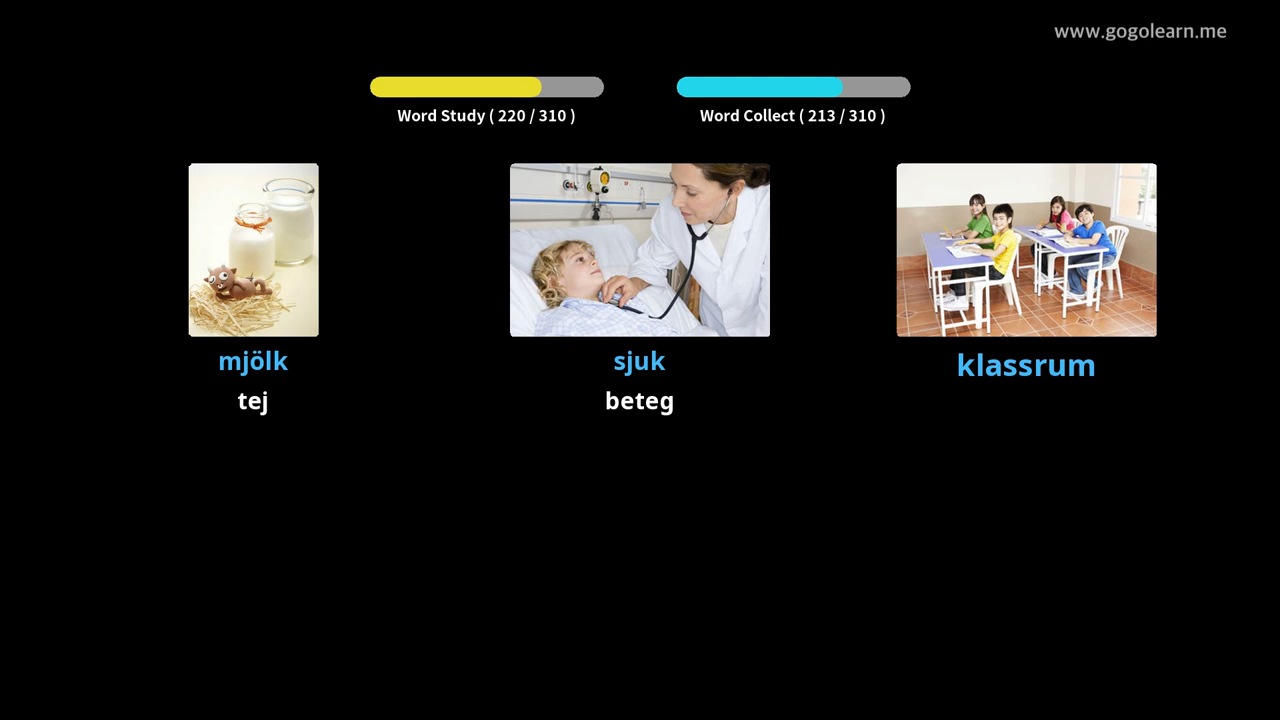 www.gogolearn.me
Word Study ( 220 / 310 )
Word Collect ( 213 / 310 )
mjölk
tej
sjuk
beteg
klassrum